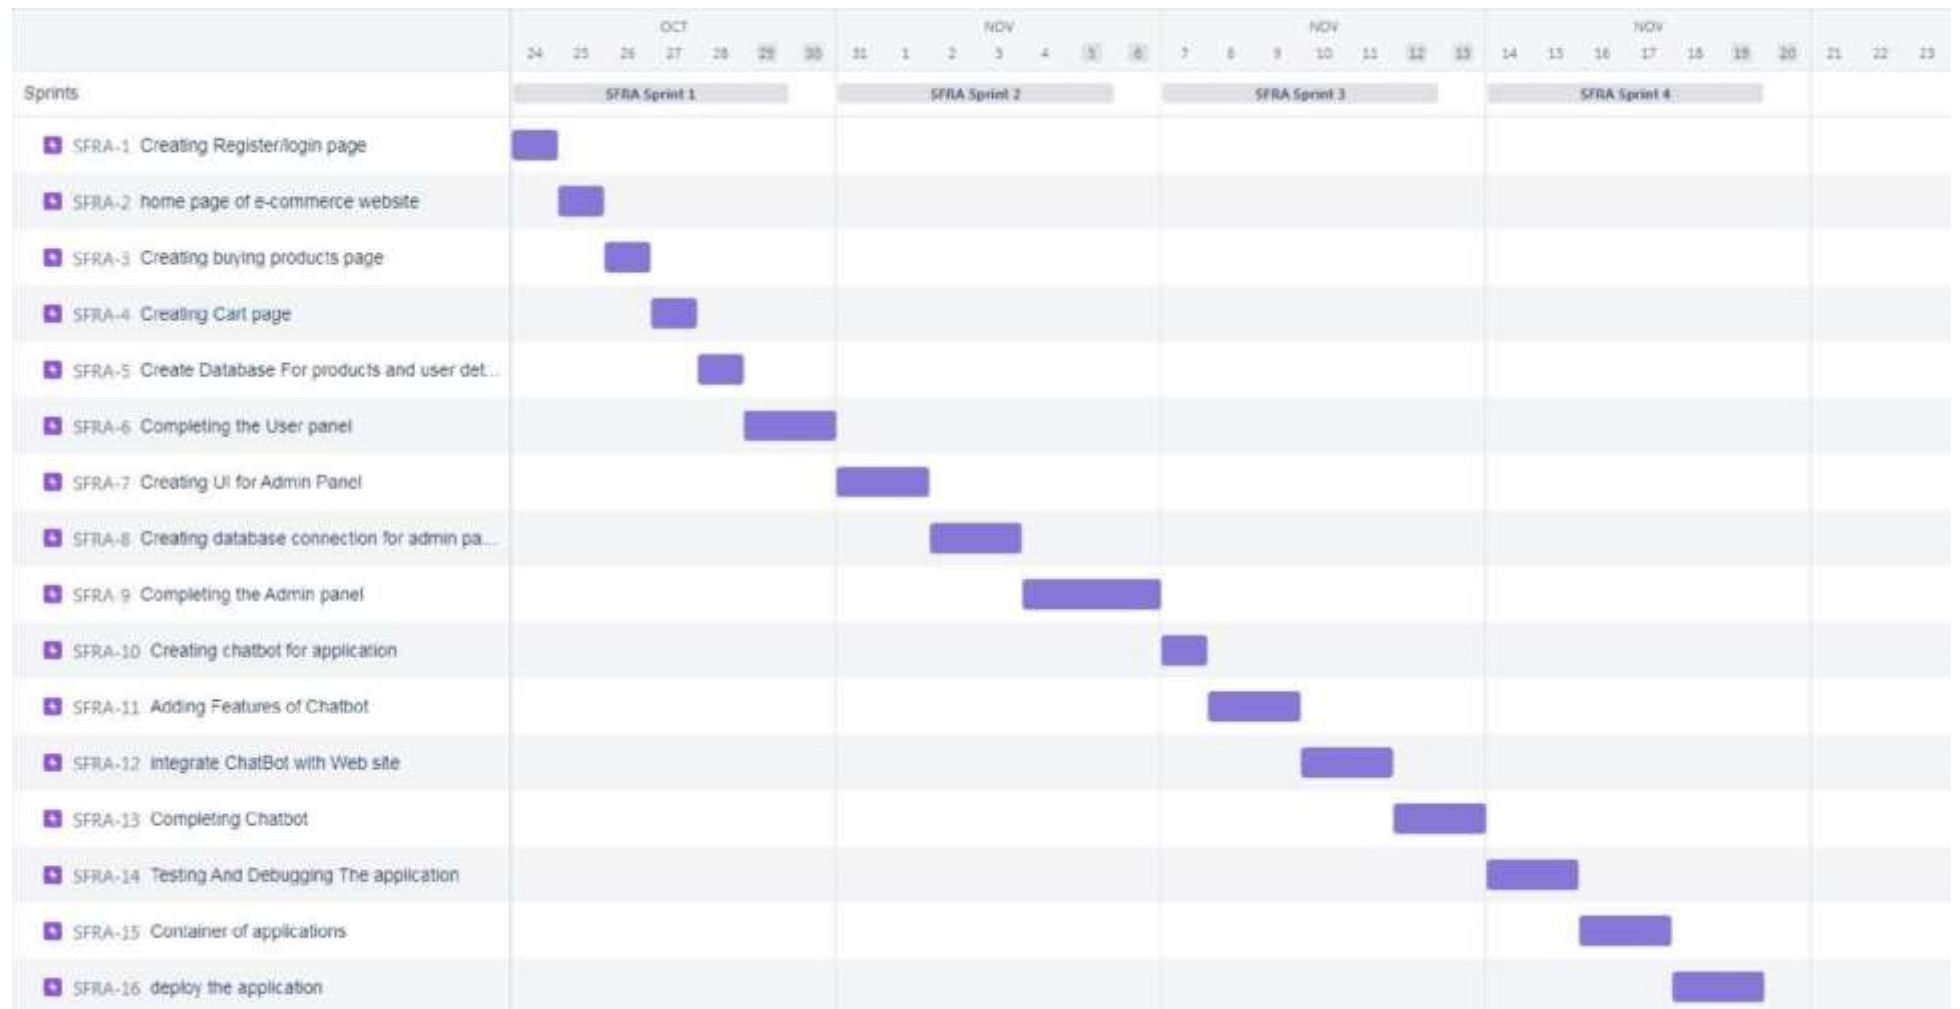 OCT NOV NOV NOV
24 25 26 27 28 29 30 31 1 2 3 4 5 6 7 8 9 10 11 12 13 14 15 16 17 18 19 20 21 22 23
Sprints SFRA Sprint 1 SFRA Sprint 2 SFRA Sprint 3 SFRA Sprint 4
SFRA-1 Creating Register/login page
SFRA-2 home page of e-commerce website
SFRA-3 Creating buying products page
SFRA-4 Creating Cart page
SFRA-5 Create Database For products and user det...
SFRA-6 Completing the User panel
SFRA-7 Creating UI for Admin Panel
SFRA-8 Creating database connection for admin pa...
SFRA-9 Completing the Admin panel
SFRA-10 Creating chatbot for application
SFRA-11 Adding Features of Chatbot
SFRA-12 integrate ChatBot with Web site
SFRA-13 Completing Chatbot
SFRA-14 Testing And Debugging The application
SFRA-15 Container of applications
SFRA-16 deploy the application